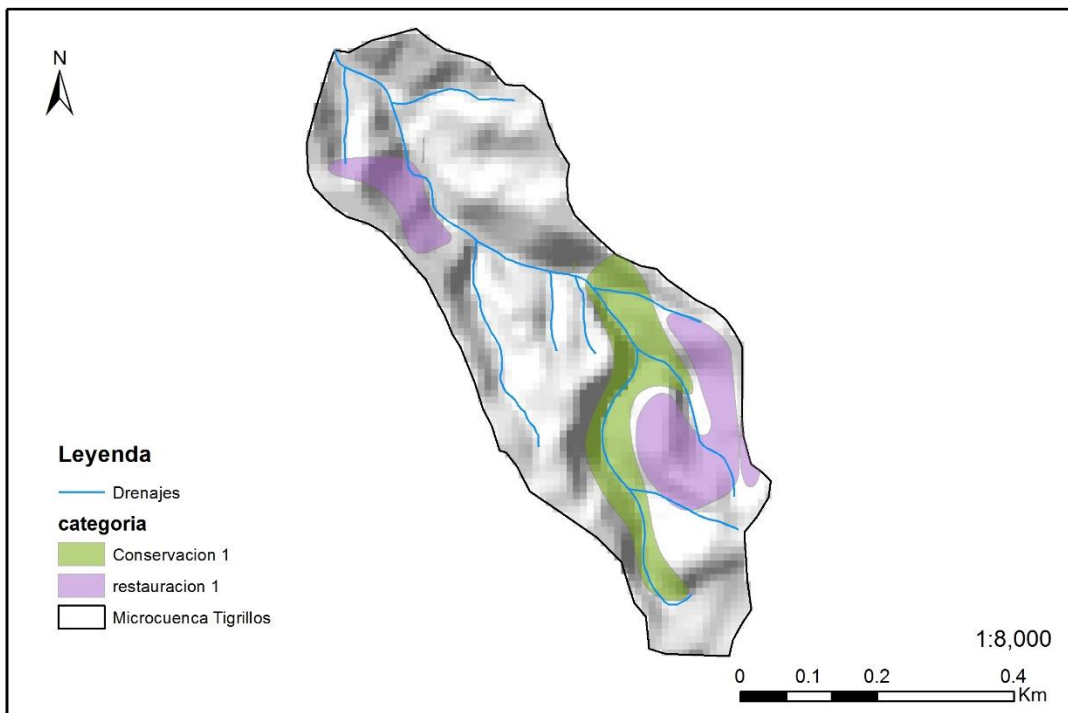 N
Leyenda
Drenajes
categoria
Conservacion 1
restauracion 1
Microcuenca Tigrillos
1:8,000
0 0.1 0.2 0.4
Km